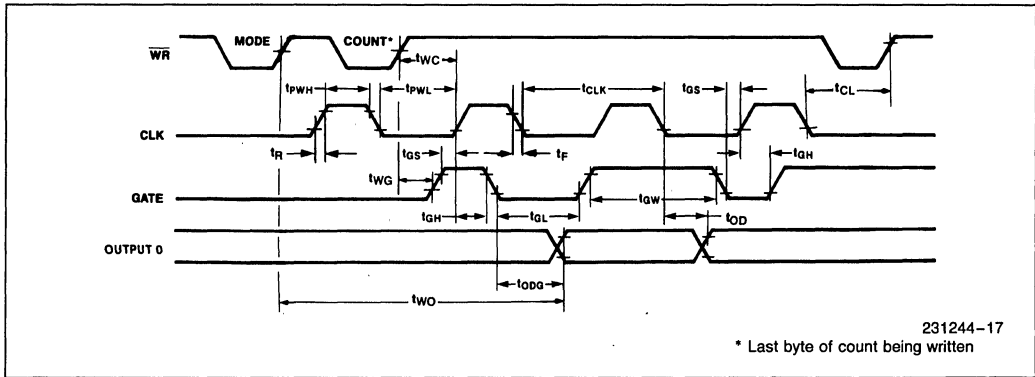 MODE COUNT*
WR
tWC
tPWH tPWL tCLK tGS tCL
CLK
tR tGS tF tGH
tWG
GATE
tGH tGL tGW tOD
OUTPUT 0
tODG
tWO
231244–17
* Last byte of count being written